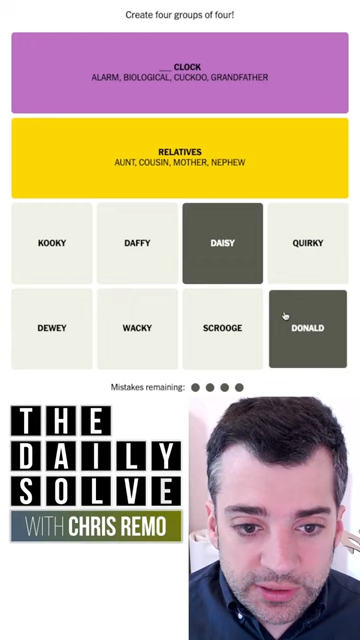 Create four groups of four!
___ CLOCK
ALARM, BIOLOGICAL, CUCKOO, GRANDFATHER
RELATIVES
AUNT, COUSIN, MOTHER, NEPHEW
KOOKY DAFFY DAISY QUIRKY
DEWEY WACKY SCROOGE DONALD
Mistakes remaining:
THE
DAILY
SOLVE
WITH CHRIS REMO